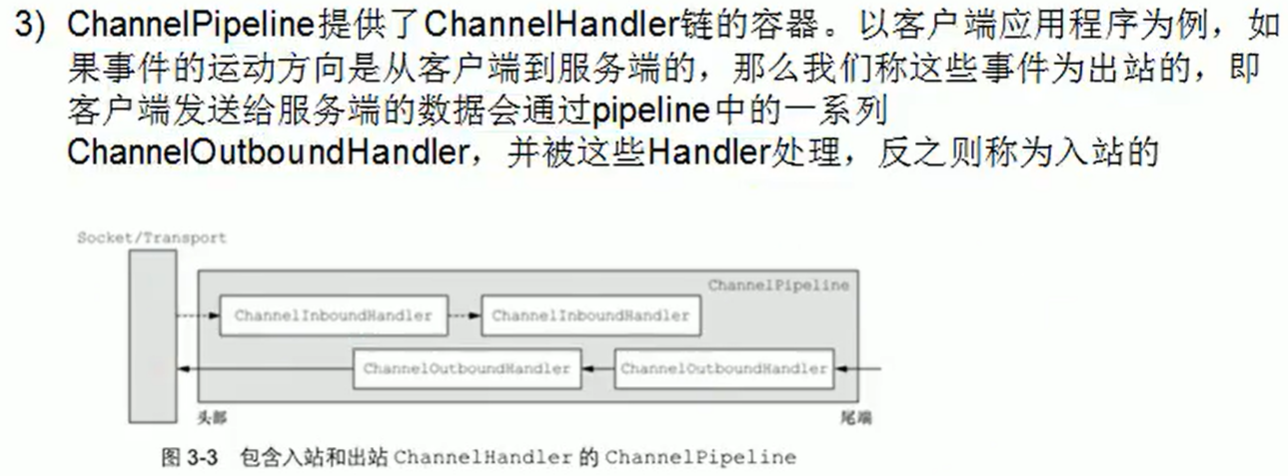 3) ChannelPipeline提供了ChannelHandler链的容器。以客户端应用程序为例，如
果事件的运动方向是从客户端到服务端的，那么我们称这些事件为出站的，即
客户端发送给服务端的数据会通过pipeline中的一系列
ChannelOutboundHandler，并被这些Handler处理，反之则称为入站的
Socket/Transport
ChannelPipeline
ChannelInboundHandler
ChannelInboundHandler
ChannelOutboundHandler
ChannelOutboundHandler
头部
尾端
图 3-3 包含入站和出站 ChannelHandler 的 ChannelPipeline